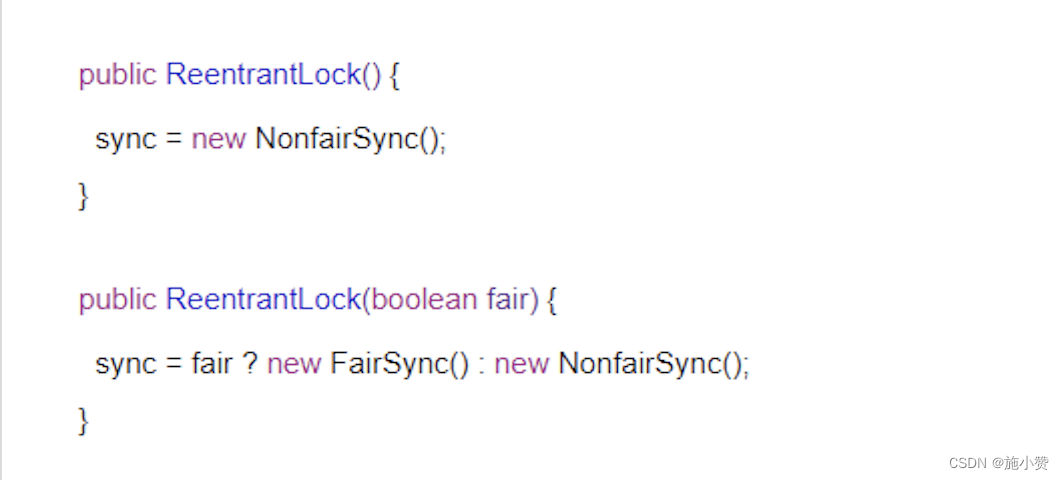 public ReentrantLock() {
sync = new NonfairSync();
}
public ReentrantLock(boolean fair) {
sync = fair ? new FairSync() : new NonfairSync();
}
CSDN @施小赞